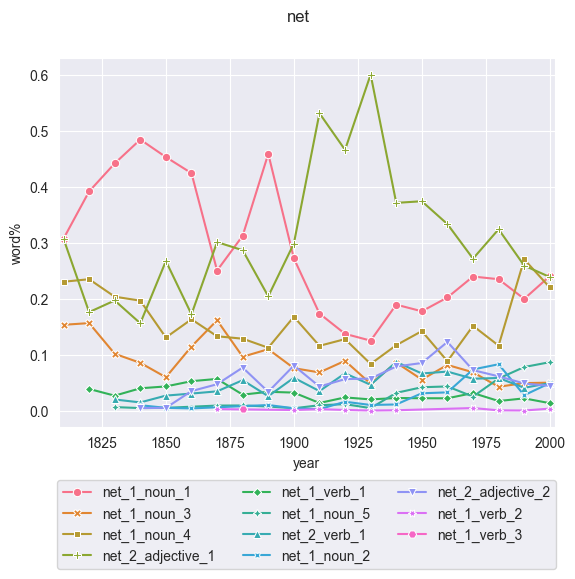 net
0.6
0.5
0.4
0.3
0.2
0.1
0.0
word%
1825 1850 1875 1900 1925 1950 1975 2000
year
net_1_noun_1 net_1_verb_1 net_2_adjective_2
net_1_noun_3 net_1_noun_5 net_1_verb_2
net_1_noun_4 net_2_verb_1 net_1_verb_3
net_2_adjective_1 net_1_noun_2